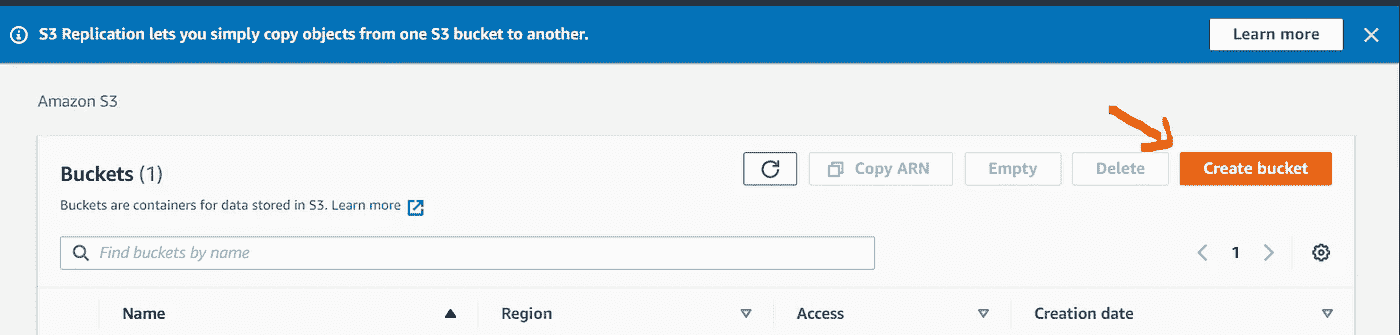 S3 Replication lets you simply copy objects from one S3 bucket to another.
Learn more
Amazon S3
Buckets (1)
Copy ARN
Empty
Delete
Create bucket
Buckets are containers for data stored in S3. Learn more
Find buckets by name
1
Name
Region
Access
Creation date